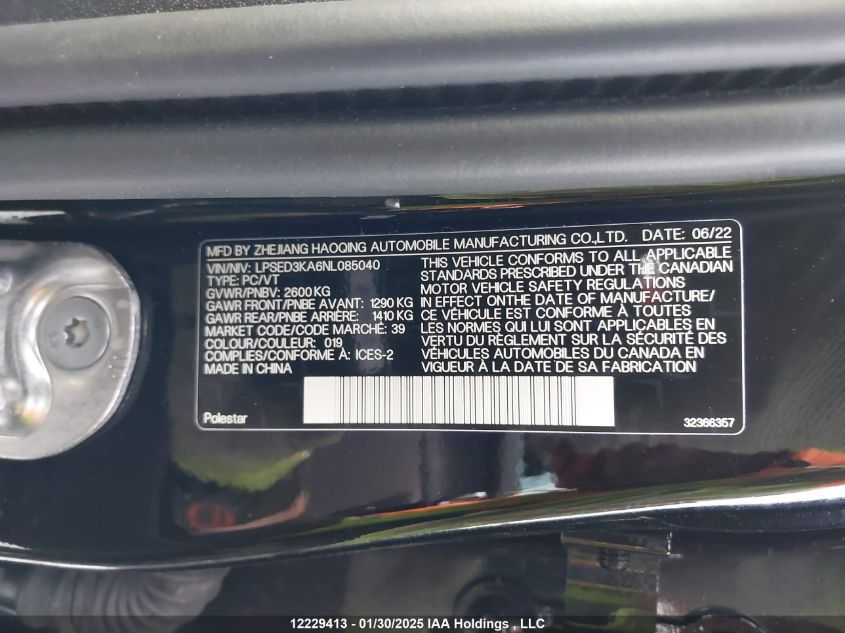 MFD BY ZHEJIANG HAOQING AUTOMOBILE MANUFACTURING CO.,LTD. DATE: 06/22
VIN/NIV: LPSED3KA6NL085040
TYPE: PC/VT
GVWR/PNBV: 2600 KG
GAWR FRONT/PNBE AVANT: 1290 KG
GAWR REAR/PNBE ARRIÈRE: 1410 KG
MARKET CODE/CODE MARCHÉ: 39
COLOUR/COULEUR: 019
COMPLIES/CONFORME À: ICES-2
MADE IN CHINA
THIS VEHICLE CONFORMS TO ALL APPLICABLE
STANDARDS PRESCRIBED UNDER THE CANADIAN
MOTOR VEHICLE SAFETY REGULATIONS
IN EFFECT ONTHE DATE OF MANUFACTURE/
CE VÉHICULE EST CONFORME À TOUTES
LES NORMES QUI LUI SONT APPLICABLES EN
VERTU DU RÈGLEMENT SUR LA SÉCURITÉ DES
VÉHICULES AUTOMOBILES DU CANADA EN
VIGUEUR À LA DATE DE SA FABRICATION
Polestar
32366357
12229413 - 01/30/2025 IAA Holdings , LLC